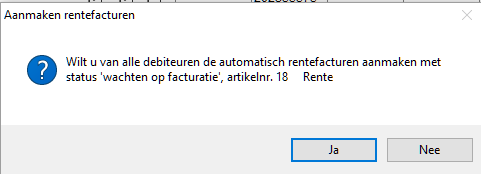 Aanmaken rentefacturen
Wilt u van alle debiteuren de automatisch rentefacturen aanmaken met
status 'wachten op facturatie', artikelnr. 18 Rente
Ja
Nee